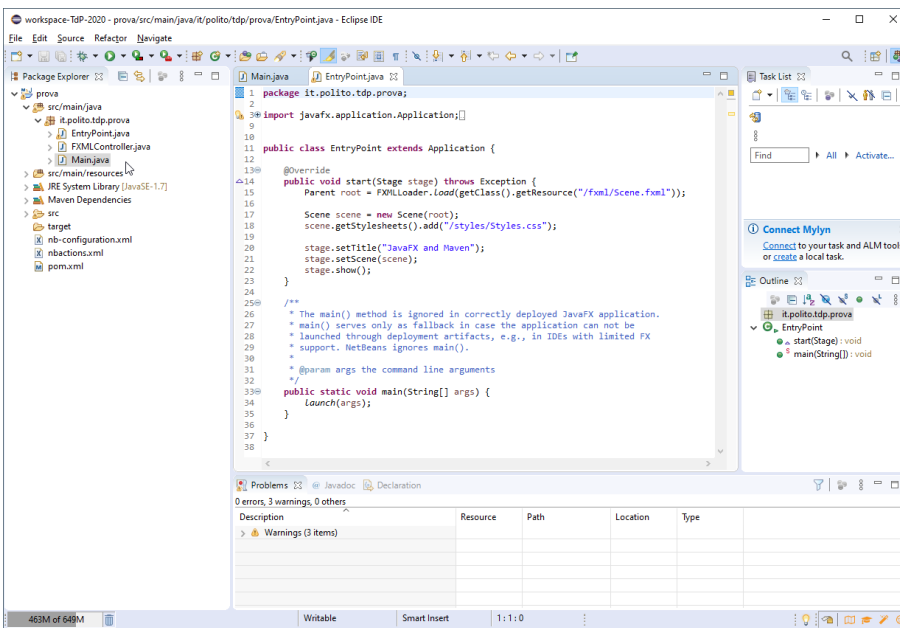 workspace-TdP-2020 - prova/src/main/java/it/polito/tdp/prova/EntryPoint.java - Eclipse IDE
File Edit Source Refactor Navigate
Package Explorer
prova
src/main/java
it.polito.tdp.prova
EntryPoint.java
FXMLController.java
Main.java
src/main/resources
JRE System Library [JavaSE-1.7]
Maven Dependencies
src
target
nb-configuration.xml
nbactions.xml
pom.xml
Main.java EntryPoint.java
1 package it.polito.tdp.prova;
2
3 import javafx.application.Application;
9
10
11 public class EntryPoint extends Application {
12
13 @Override
14 public void start(Stage stage) throws Exception {
15 Parent root = FXMLLoader.load(getClass().getResource("/fxml/Scene.fxml"));
16
17 Scene scene = new Scene(root);
18 scene.getStylesheets().add("/styles/Styles.css");
19
20 stage.setTitle("JavaFX and Maven");
21 stage.setScene(scene);
22 stage.show();
23 }
24
25 /**
26 * The main() method is ignored in correctly deployed JavaFX application.
27 * main() serves only as fallback in case the application can not be
28 * launched through deployment artifacts, e.g., in IDEs with limited FX
29 * support. NetBeans ignores main().
30 *
31 * @param args the command line arguments
32 */
33 public static void main(String[] args) {
34 launch(args);
35 }
36
37 }
38
Task List
Find All Activate...
Connect Mylyn
Connect to your task and ALM tools
or create a local task.
Outline
it.polito.tdp.prova
EntryPoint
start(Stage) : void
main(String[]) : void
Problems Javadoc Declaration
0 errors, 3 warnings, 0 others
Description Resource Path Location Type
Warnings (3 items)
463M of 649M Writable Smart Insert 1 : 1 : 0